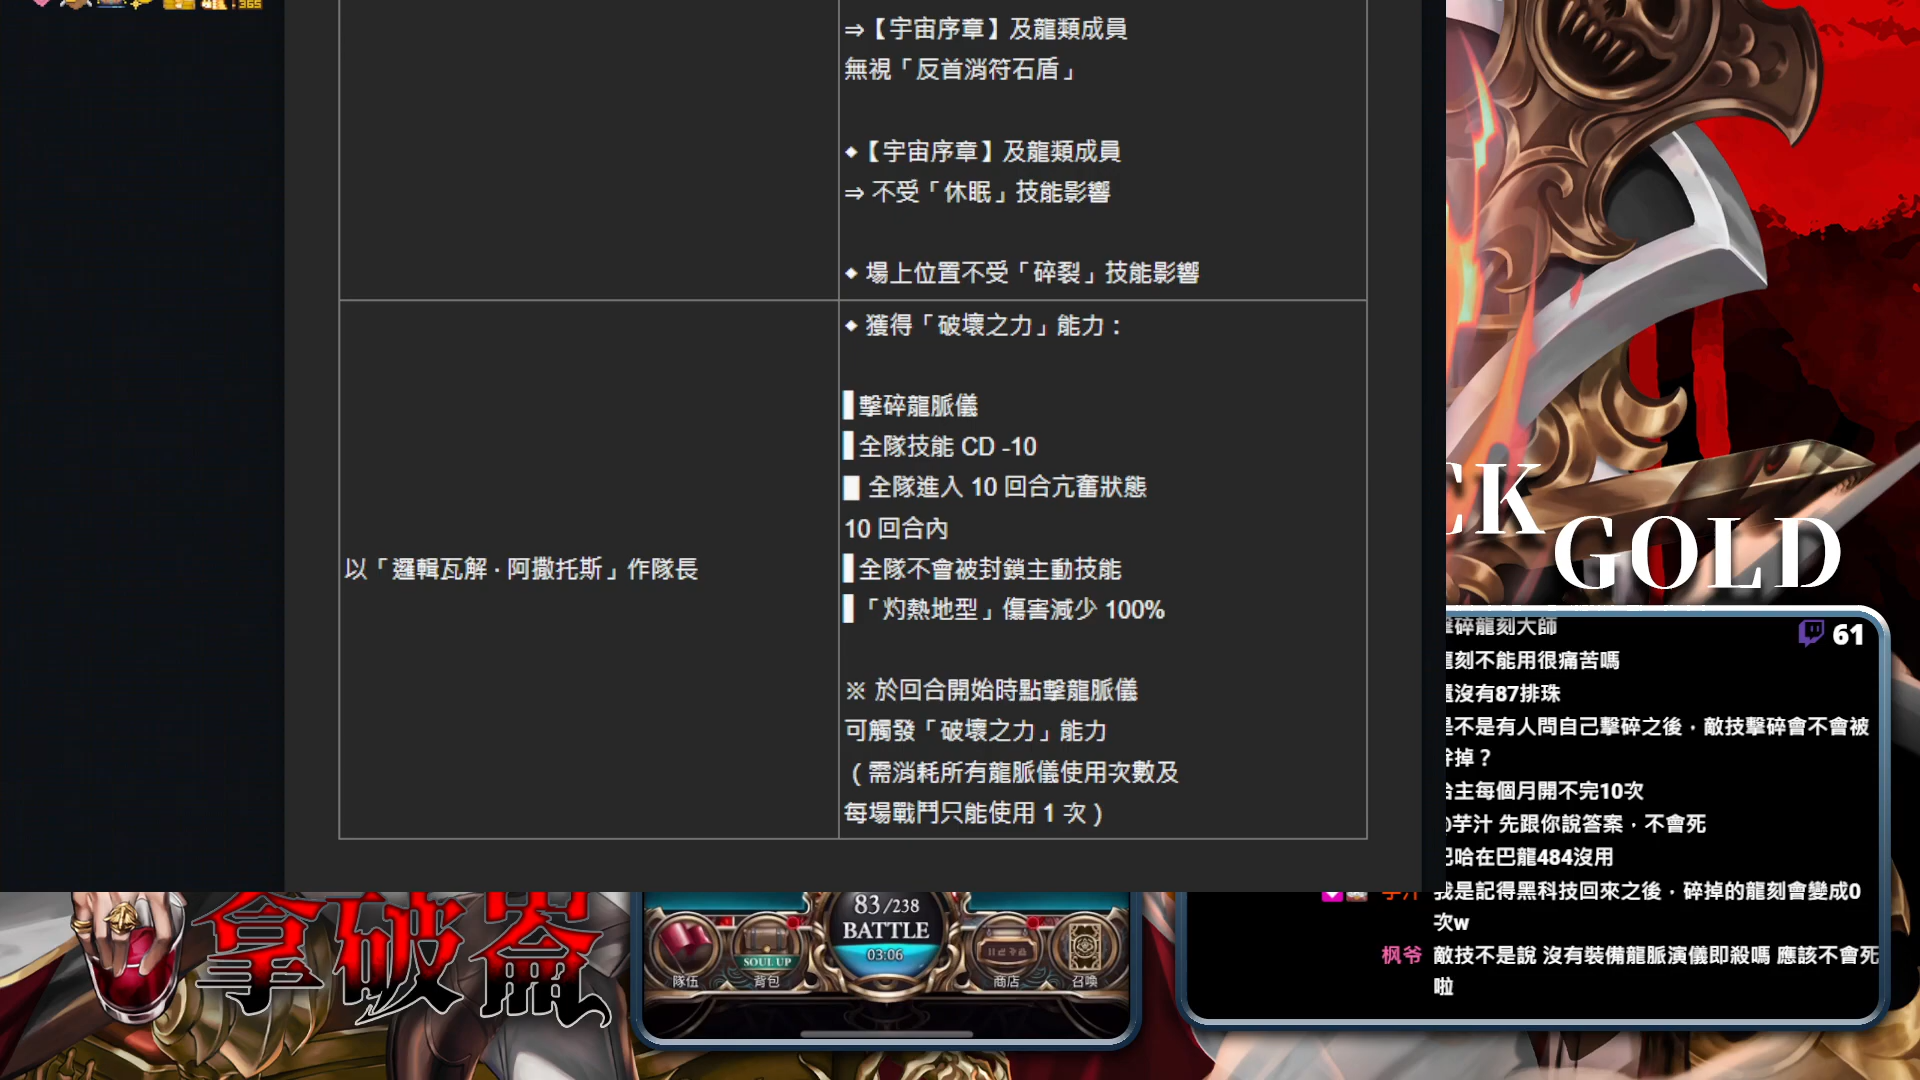 ⇒【宇宙序章】及龍類成員
無視「反首消符石盾」
◆【宇宙序章】及龍類成員
⇒ 不受「休眠」技能影響
◆ 場上位置不受「碎裂」技能影響
◆ 獲得「破壞之力」能力：
▌擊碎龍脈儀
▌全隊技能 CD -10
█ 全隊進入 10 回合亢奮狀態
10 回合內
以「邏輯瓦解 · 阿撒托斯」作隊長
▌全隊不會被封鎖主動技能
▌「灼熱地型」傷害減少 100%
※ 於回合開始時點擊龍脈儀
可觸發「破壞之力」能力
（需消耗所有龍脈儀使用次數及
每場戰鬥只能使用 1 次）
CK
GOLD
碎龍刻大師
61
刻不能用很痛苦嗎
沒有87排珠
不是有人問自己擊碎之後，敵技擊碎會不會被
掉？
主每個月開不完10次
芋汁 先跟你說答案，不會死
哈在巴龍484沒用
芋汁 我是記得黑科技回來之後，碎掉的龍刻會變成0
次w
枫爷 敵技不是說 沒有裝備龍脈演儀即殺嗎 應該不會死
啦
365
拿破崙
83/238
BATTLE
03:06
隊伍
SOUL UP
背包
商店
召喚